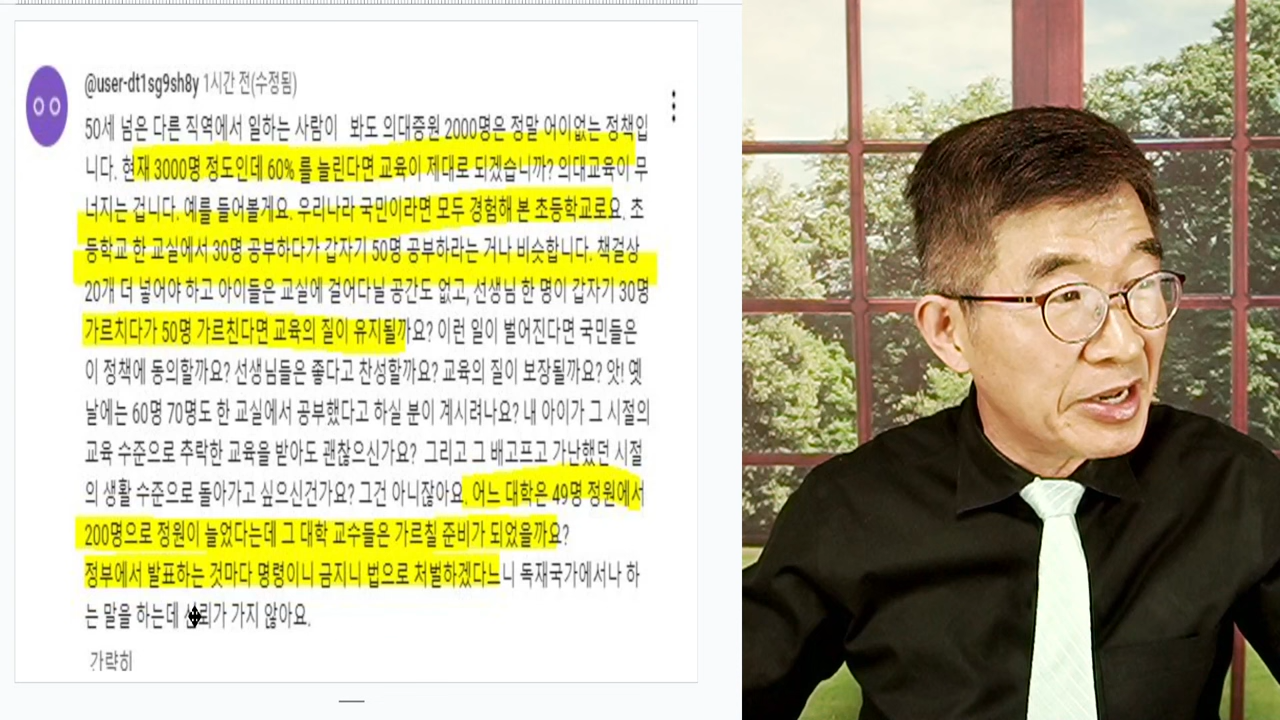 @user-dt1sg9sh8y 1시간 전(수정됨)
50세 넘은 다른 직역에서 일하는 사람이 봐도 의대증원 2000명은 정말 어이없는 정책입
니다. 현재 3000명 정도인데 60% 를 늘린다면 교육이 제대로 되겠습니까? 의대교육이 무
너지는 겁니다. 예를 들어볼게요. 우리나라 국민이라면 모두 경험해 본 초등학교로요. 초
등학교 한 교실에서 30명 공부하다가 갑자기 50명 공부하라는 거나 비슷합니다. 책걸상
20개 더 넣어야 하고 아이들은 교실에 걸어다닐 공간도 없고, 선생님 한 명이 갑자기 30명
가르치다가 50명 가르친다면 교육의 질이 유지될까요? 이런 일이 벌어진다면 국민들은
이 정책에 동의할까요? 선생님들은 좋다고 찬성할까요? 교육의 질이 보장될까요? 앗! 옛
날에는 60명 70명도 한 교실에서 공부했다고 하실 분이 계시려나요? 내 아이가 그 시절의
교육 수준으로 추락한 교육을 받아도 괜찮으신가요? 그리고 그 배고프고 가난했던 시절
의 생활 수준으로 돌아가고 싶으신건가요? 그건 아니잖아요. 어느 대학은 49명 정원에서
200명으로 정원이 늘었다는데 그 대학 교수들은 가르칠 준비가 되었을까요?
정부에서 발표하는 것마다 명령이니 금지니 법으로 처벌하겠다느니 독재국가에서나 하
는 말을 하는데 신뢰가 가지 않아요.
간략히